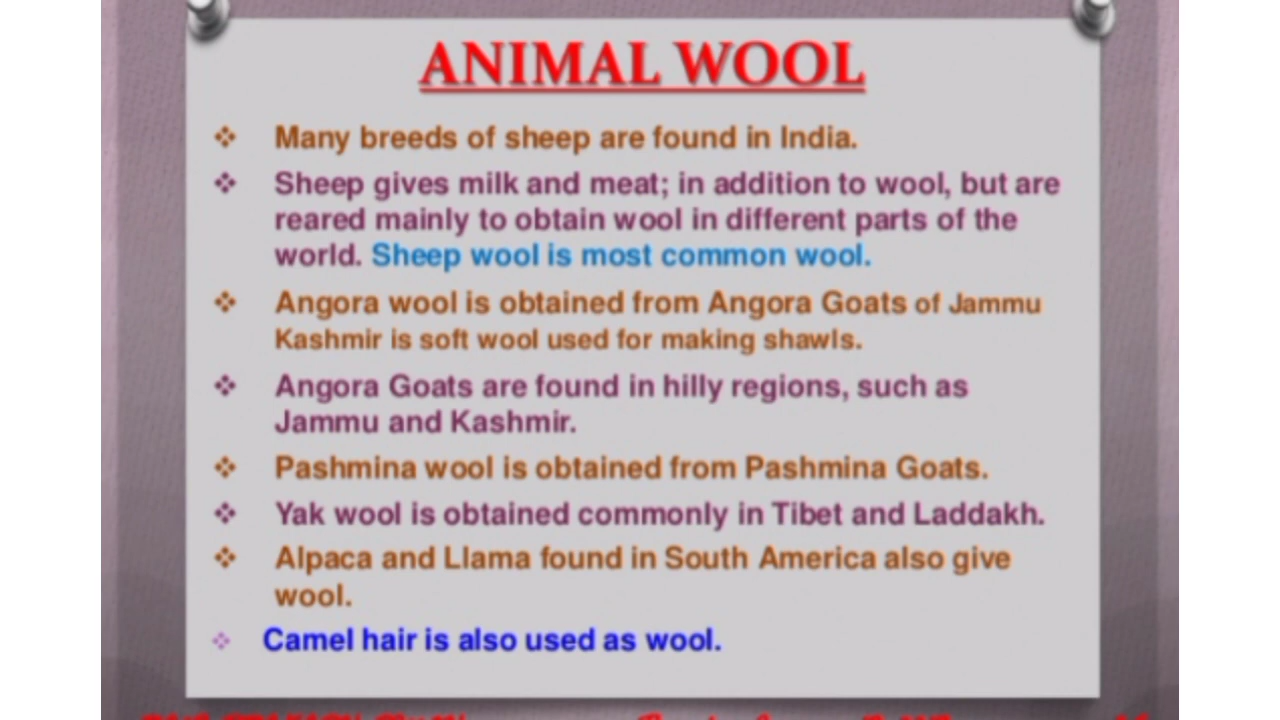 ANIMAL WOOL
Many breeds of sheep are found in India.
Sheep gives milk and meat; in addition to wool, but are
reared mainly to obtain wool in different parts of the
world. Sheep wool is most common wool.
Angora wool is obtained from Angora Goats of Jammu
Kashmir is soft wool used for making shawls.
Angora Goats are found in hilly regions, such as
Jammu and Kashmir.
Pashmina wool is obtained from Pashmina Goats.
Yak wool is obtained commonly in Tibet and Laddakh.
Alpaca and Llama found in South America also give
wool.
Camel hair is also used as wool.